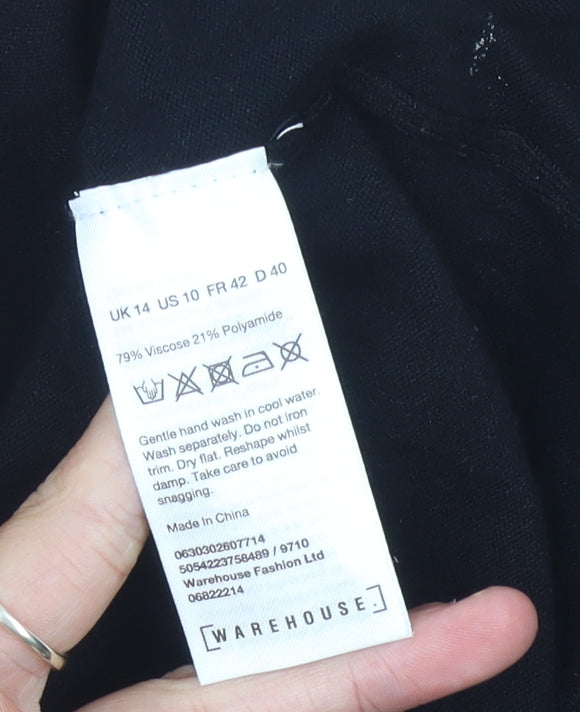 UK 14 US 10 FR 42 D 40
79% Viscose 21% Polyamide
Gentle hand wash in cool water.
Wash separately. Do not iron
trim. Dry flat. Reshape whilst
damp. Take care to avoid
snagging.
Made in China
0630302607714
5054223758489 / 9710
Warehouse Fashion Ltd
06822214
[WAREHOUSE.]